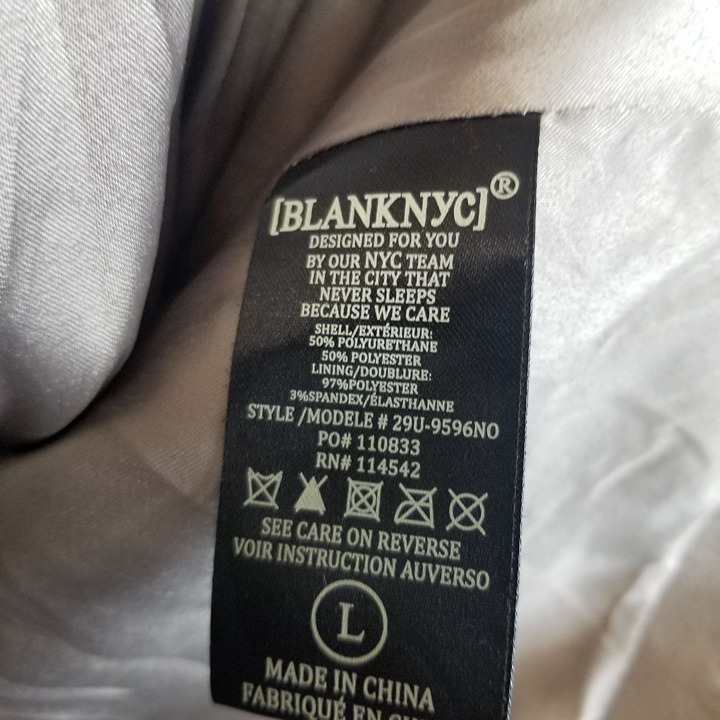 [BLANKNYC]®
DESIGNED FOR YOU
BY OUR NYC TEAM
IN THE CITY THAT
NEVER SLEEPS
BECAUSE WE CARE
SHELL/EXTÉRIEUR:
50% POLYURETHANE
50% POLYESTER
LINING/DOUBLURE:
97%POLYESTER
3%SPANDEX/ÉLASTHANNE
STYLE /MODELE # 29U-9596NO
PO# 110833
RN# 114542
SEE CARE ON REVERSE
VOIR INSTRUCTION AUVERSO
L
MADE IN CHINA
FABRIQUÉ EN